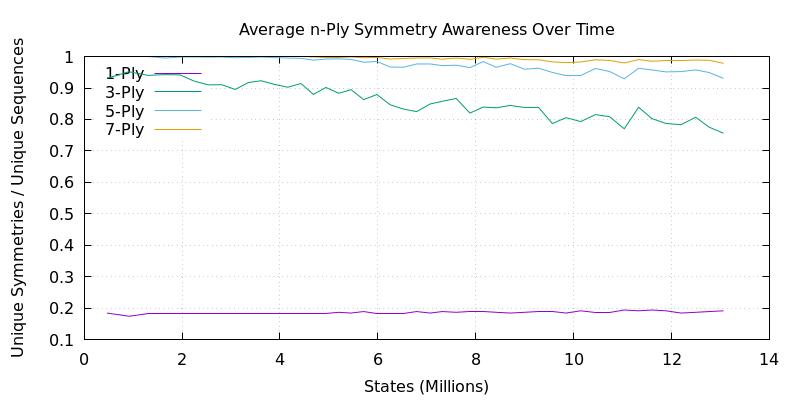 Average n-Ply Symmetry Awareness Over Time
Unique Symmetries / Unique Sequences
1
0.9
0.8
0.7
0.6
0.5
0.4
0.3
0.2
0.1
1-Ply
3-Ply
5-Ply
7-Ply
0 2 4 6 8 10 12 14
States (Millions)